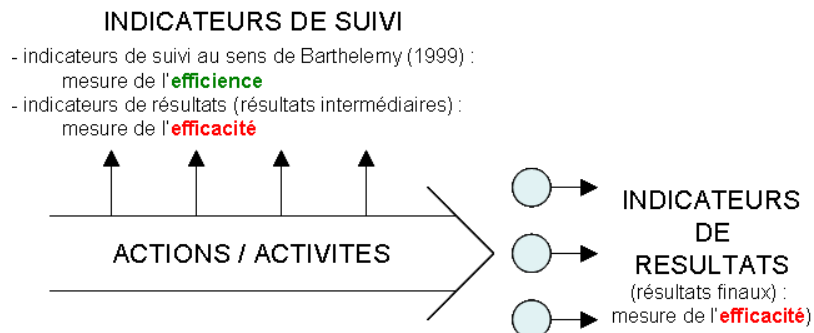 INDICATEURS DE SUIVI
- indicateurs de suivi au sens de Barthelemy (1999) :
mesure de l'efficience
- indicateurs de résultats (résultats intermédiaires) :
mesure de l'efficacité
ACTIONS / ACTIVITES
INDICATEURS
DE
RESULTATS
(résultats finaux) :
mesure de l'efficacité)